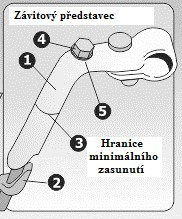 Závitový představec
4
1
5
3
Hranice
minimálního
zasunutí
2